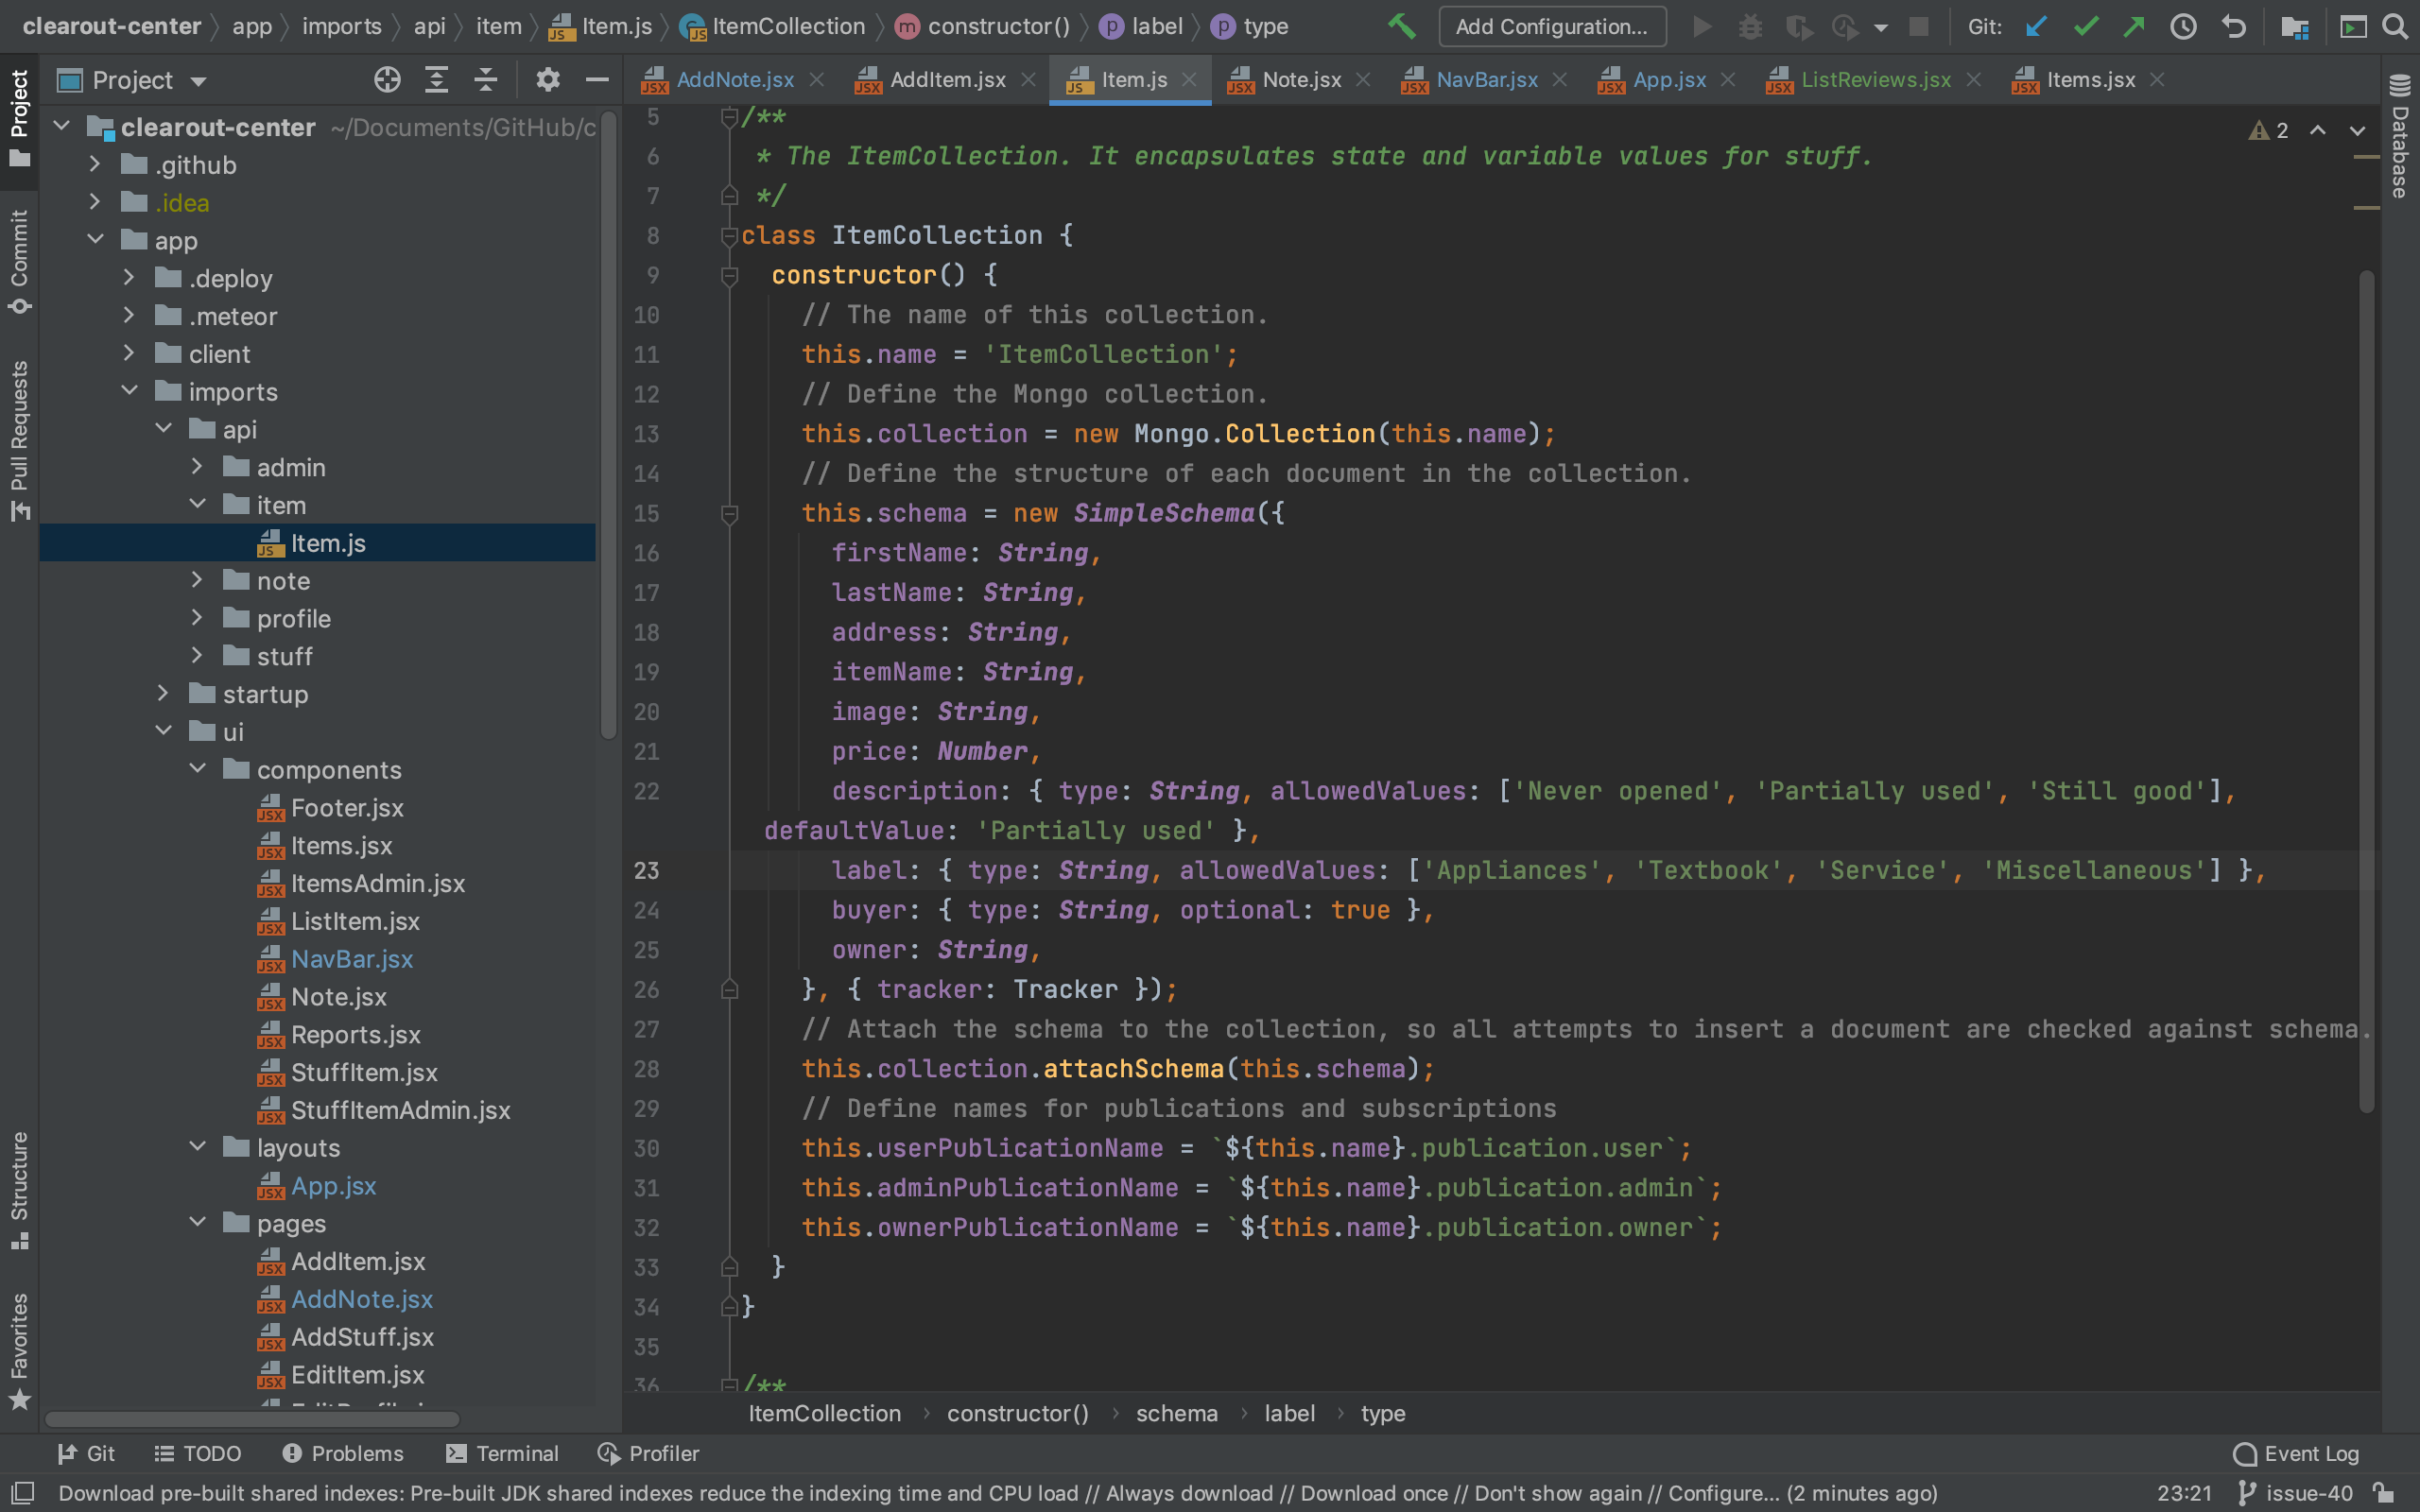 clearout-center app imports api item Item.js ItemCollection constructor() label type Add Configuration... Git:
Project
AddNote.jsx AddItem.jsx Item.js Note.jsx NavBar.jsx App.jsx ListReviews.jsx Items.jsx
Project
Commit
Pull Requests
Structure
Favorites
Database
clearout-center ~/Documents/GitHub/c
.github
.idea
app
.deploy
.meteor
client
imports
api
admin
item
Item.js
note
profile
stuff
startup
ui
components
Footer.jsx
Items.jsx
ItemsAdmin.jsx
ListItem.jsx
NavBar.jsx
Note.jsx
Reports.jsx
StuffItem.jsx
StuffItemAdmin.jsx
layouts
App.jsx
pages
AddItem.jsx
AddNote.jsx
AddStuff.jsx
EditItem.jsx
2
5 /**
6 * The ItemCollection. It encapsulates state and variable values for stuff.
7 */
8 class ItemCollection {
9 constructor() {
10 // The name of this collection.
11 this.name = 'ItemCollection';
12 // Define the Mongo collection.
13 this.collection = new Mongo.Collection(this.name);
14 // Define the structure of each document in the collection.
15 this.schema = new SimpleSchema({
16 firstName: String,
17 lastName: String,
18 address: String,
19 itemName: String,
20 image: String,
21 price: Number,
22 description: { type: String, allowedValues: ['Never opened', 'Partially used', 'Still good'],
defaultValue: 'Partially used' },
23 label: { type: String, allowedValues: ['Appliances', 'Textbook', 'Service', 'Miscellaneous'] },
24 buyer: { type: String, optional: true },
25 owner: String,
26 }, { tracker: Tracker });
27 // Attach the schema to the collection, so all attempts to insert a document are checked against schema.
28 this.collection.attachSchema(this.schema);
29 // Define names for publications and subscriptions
30 this.userPublicationName = `${this.name}.publication.user`;
31 this.adminPublicationName = `${this.name}.publication.admin`;
32 this.ownerPublicationName = `${this.name}.publication.owner`;
33 }
34 }
35
36 /**
ItemCollection constructor() schema label type
Git TODO Problems Terminal Profiler Event Log
Download pre-built shared indexes: Pre-built JDK shared indexes reduce the indexing time and CPU load // Always download // Download once // Don't show again // Configure... (2 minutes ago) 23:21 issue-40